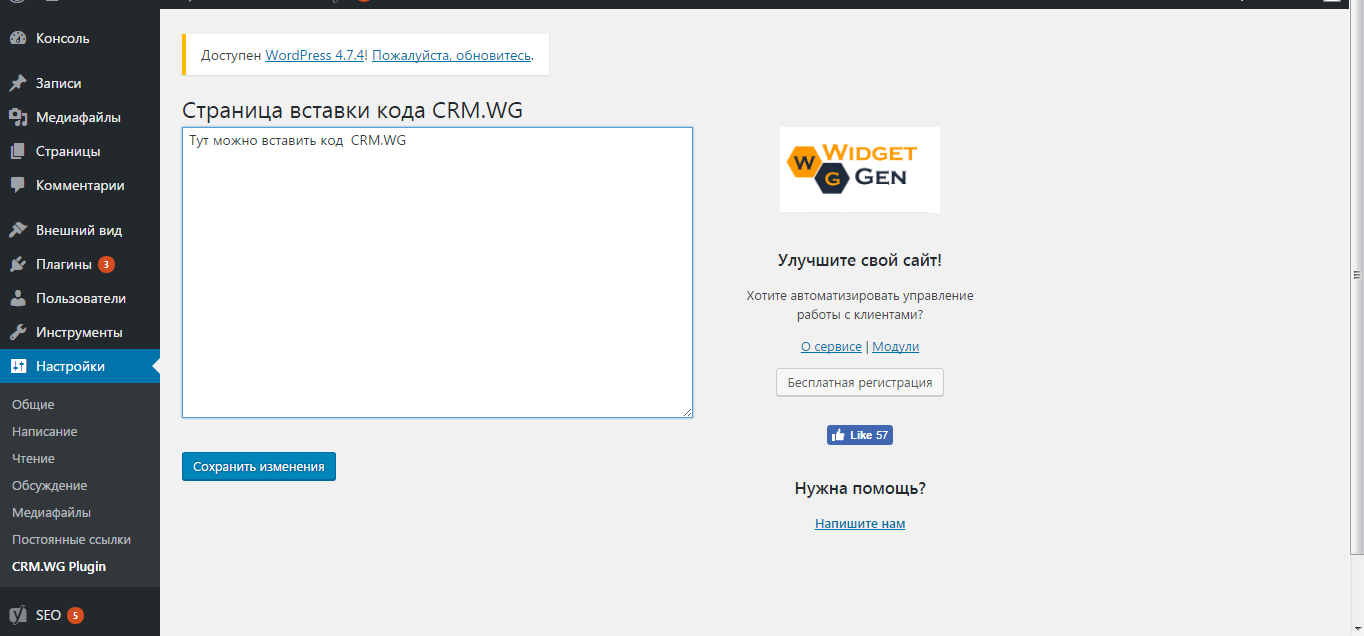 Консоль
Записи
Медиафайлы
Страницы
Комментарии
Внешний вид
Плагины 3
Пользователи
Инструменты
Настройки
Общие
Написание
Чтение
Обсуждение
Медиафайлы
Постоянные ссылки
CRM.WG Plugin
SEO 5
Доступен WordPress 4.7.4! Пожалуйста, обновитесь.
Страница вставки кода CRM.WG
Тут можно вставить код  CRM.WG
Сохранить изменения
W WIDGET
G GEN
Улучшите свой сайт!
Хотите автоматизировать управление
работы с клиентами?
О сервисе | Модули
Бесплатная регистрация
Like 57
Нужна помощь?
Напишите нам